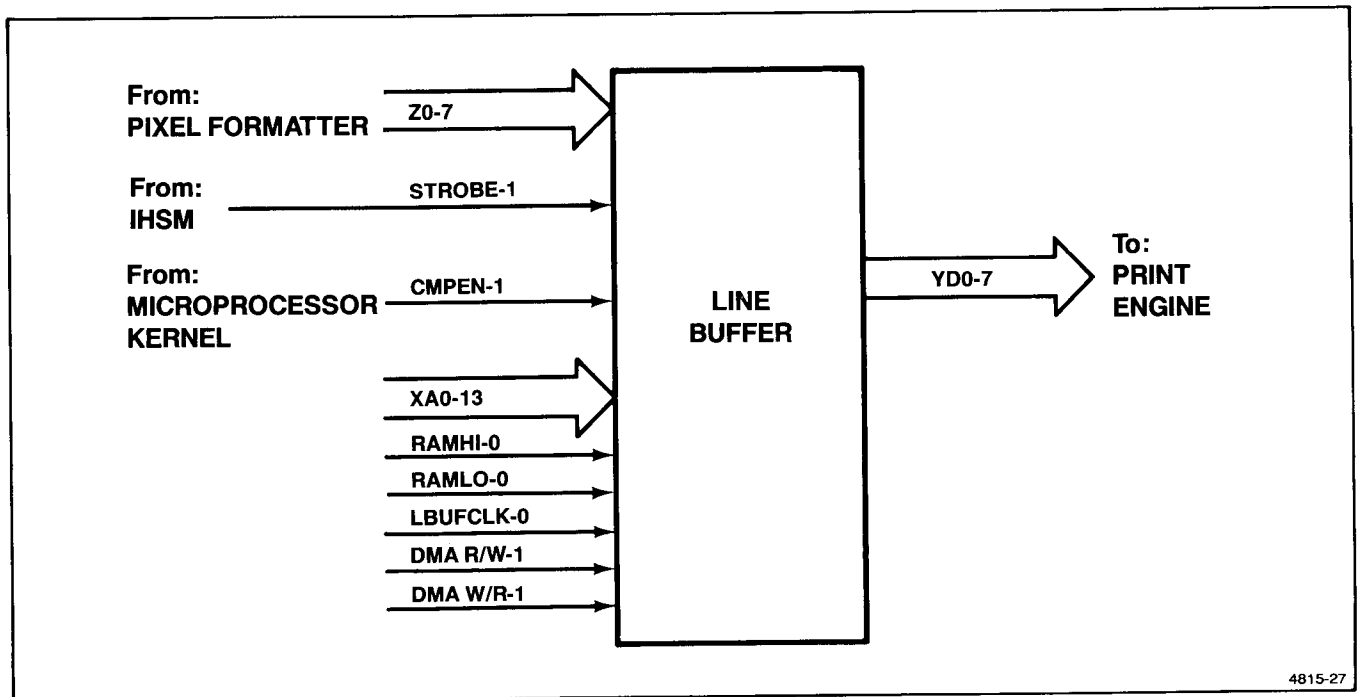 From:
PIXEL FORMATTER
Z0-7
From:
IHSM
STROBE-1
From:
MICROPROCESSOR
KERNEL
CMPEN-1
XA0-13
RAMHI-0
RAMLO-0
LBUFCLK-0
DMA R/W-1
DMA W/R-1
LINE
BUFFER
YD0-7
To:
PRINT
ENGINE
4815-27